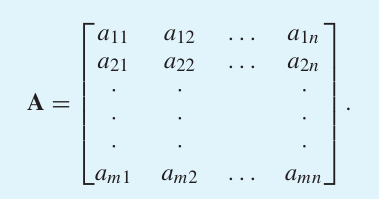 a₁₁ a₁₂ ... a₁ₙ
a₂₁ a₂₂ ... a₂ₙ
. . .
A = . . . .
. . .
aₘ₁ aₘ₂ ... aₘₙ